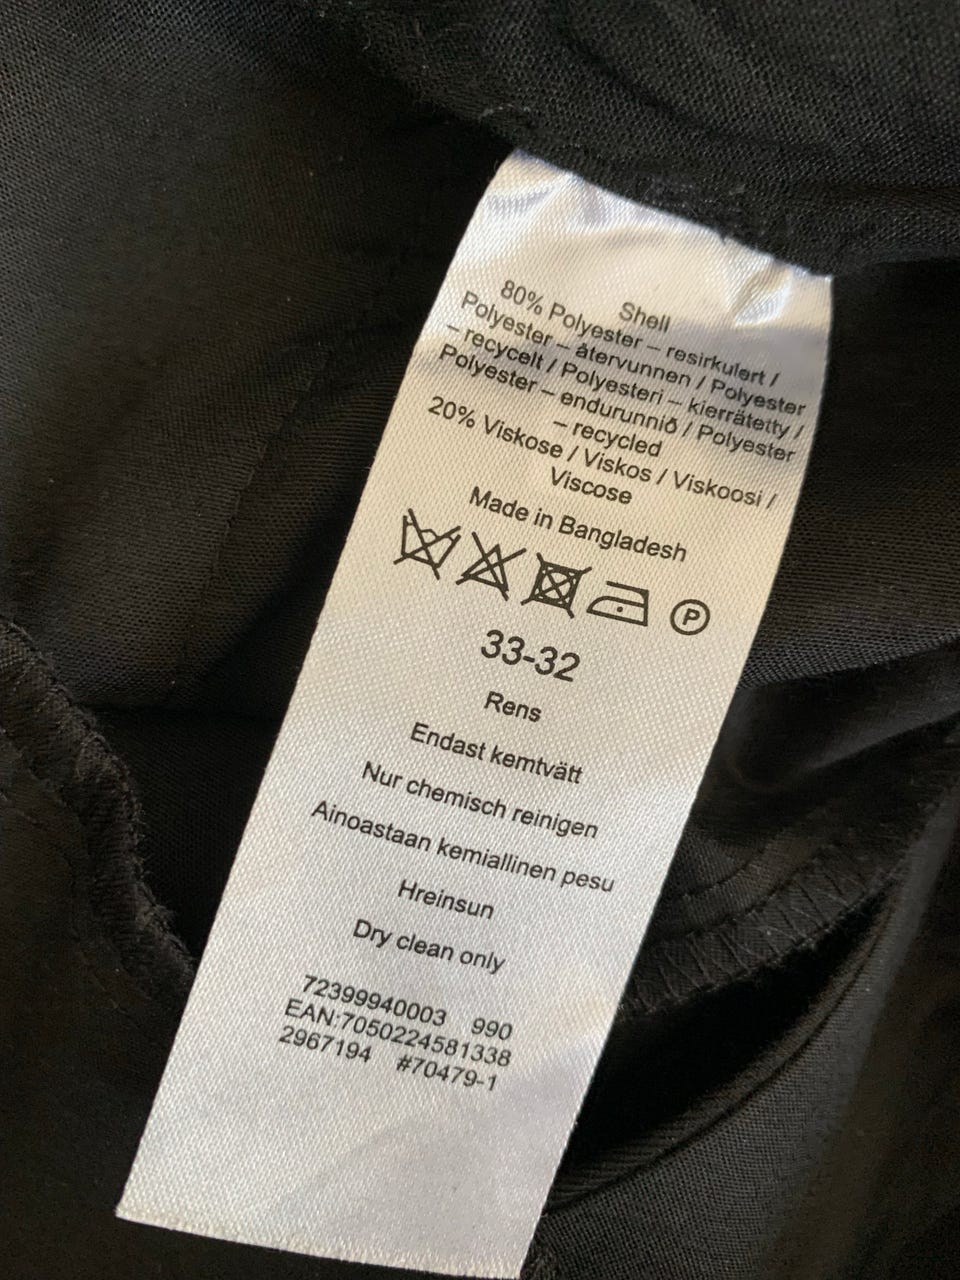 Shell
80% Polyester – resirkulert /
Polyester – återvunnen / Polyester
– recycelt / Polyesteri – kierrätetty /
Polyester – endurunnið / Polyester
– recycled
20% Viskose / Viskos / Viskoosi /
Viscose
Made in Bangladesh
P
33-32
Rens
Endast kemtvätt
Nur chemisch reinigen
Ainoastaan kemiallinen pesu
Hreinsun
Dry clean only
72399940003 990
EAN:7050224581338
2967194 #70479-1